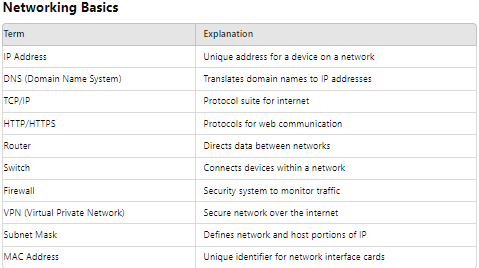 Networking Basics
Term Explanation
IP Address Unique address for a device on a network
DNS (Domain Name System) Translates domain names to IP addresses
TCP/IP Protocol suite for internet
HTTP/HTTPS Protocols for web communication
Router Directs data between networks
Switch Connects devices within a network
Firewall Security system to monitor traffic
VPN (Virtual Private Network) Secure network over the internet
Subnet Mask Defines network and host portions of IP
MAC Address Unique identifier for network interface cards